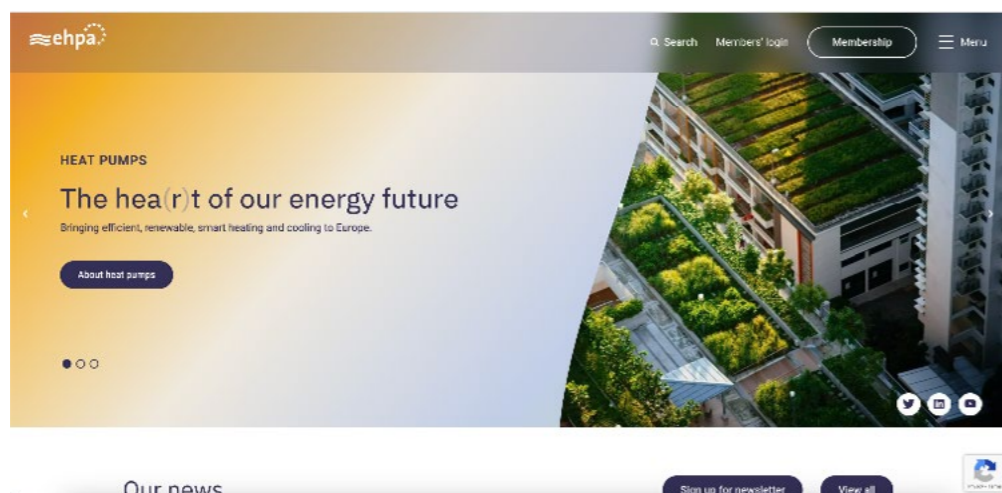 ehpa
Search Members' login Membership Menu
HEAT PUMPS
The hea(r)t of our energy future
Bringing efficient, renewable, smart heating and cooling to Europe.
About heat pumps
Our news Sign up for newsletter View all